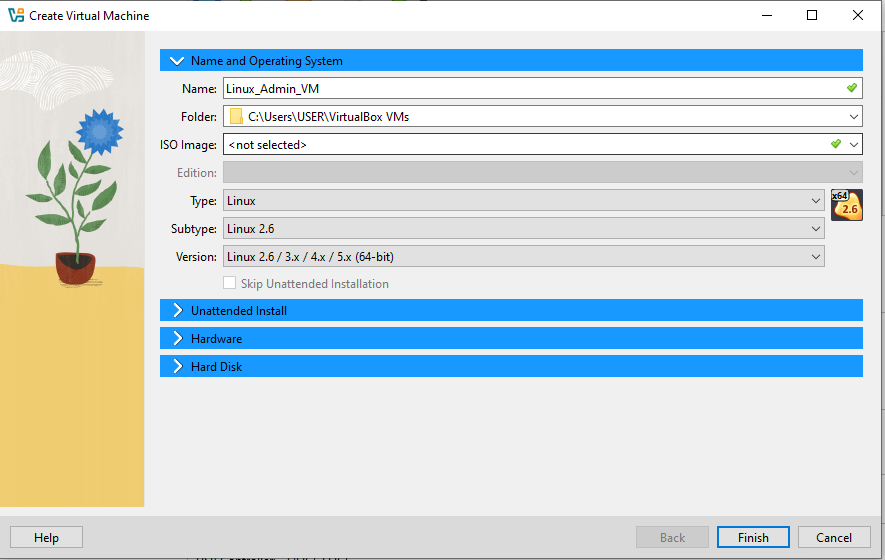 Create Virtual Machine
Name and Operating System
Name: Linux_Admin_VM
Folder: C:\Users\USER\VirtualBox VMs
ISO Image: <not selected>
Edition:
Type: Linux
x64
2.6
Subtype: Linux 2.6
Version: Linux 2.6 / 3.x / 4.x / 5.x (64-bit)
Skip Unattended Installation
Unattended Install
Hardware
Hard Disk
Help Back Finish Cancel